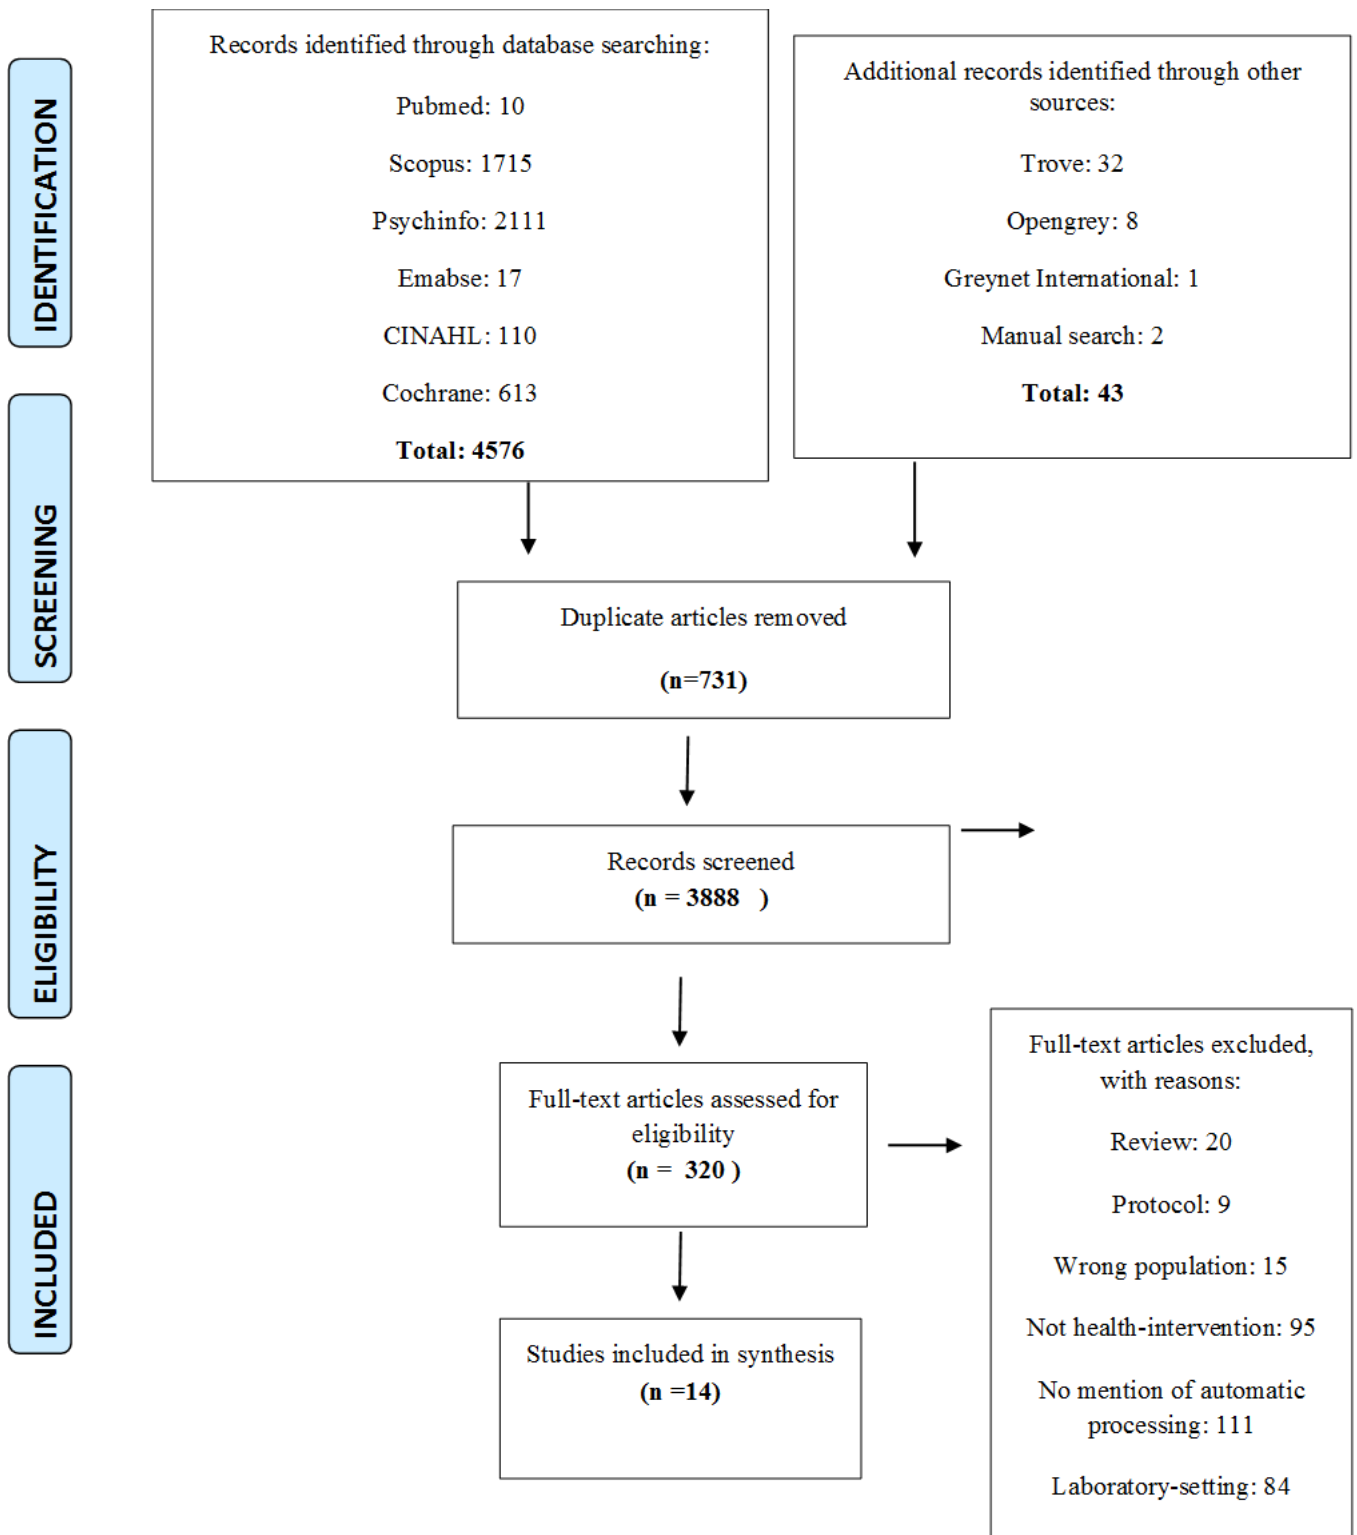 IDENTIFICATION
Records identified through database searching:
Pubmed: 10
Scopus: 1715
Psychinfo: 2111
Emabse: 17
CINAHL: 110
Cochrane: 613
Total: 4576
Additional records identified through other
sources:
Trove: 32
Opengrey: 8
Greynet International: 1
Manual search: 2
Total: 43
SCREENING
Duplicate articles removed
(n=731)
Records screened
(n = 3888 )
ELIGIBILITY
Full-text articles assessed for
eligibility
(n = 320 )
Full-text articles excluded,
with reasons:
Review: 20
Protocol: 9
Wrong population: 15
Not health-intervention: 95
No mention of automatic
processing: 111
Laboratory-setting: 84
INCLUDED
Studies included in synthesis
(n =14)